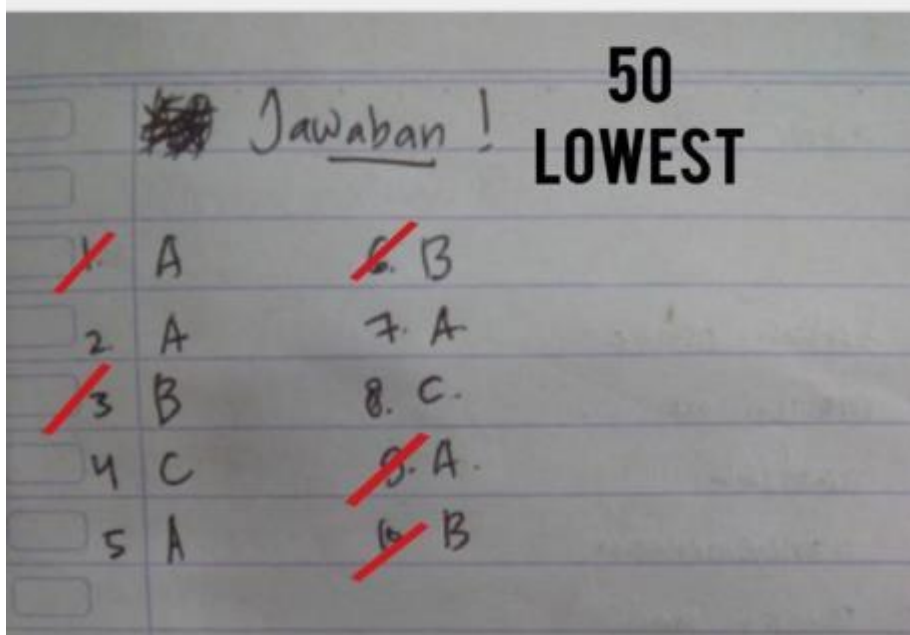 Jawaban !
50
LOWEST
1. A
2. A
3 B
4 C
5 A
6. B
7. A.
8. C.
9. A.
10 B